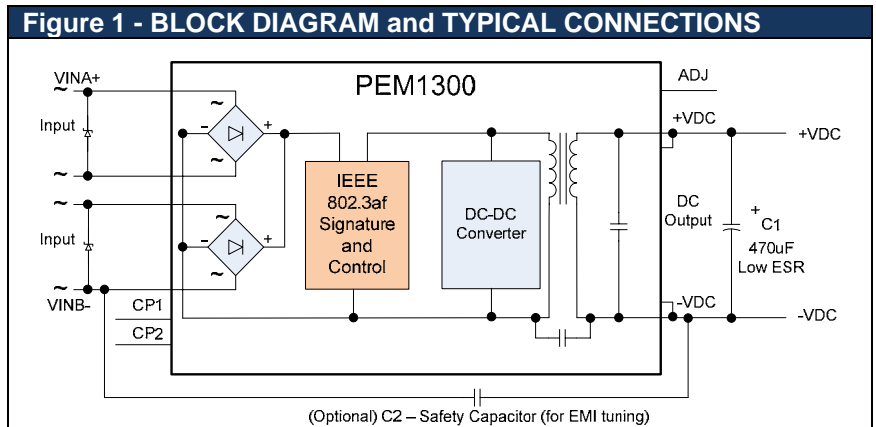 Figure 1 - BLOCK DIAGRAM and TYPICAL CONNECTIONS
PEM1300
VINA+
~
~
Input
~
~
~
~
Input
~
~
VINB-
CP1
CP2
- +
- +
IEEE
802.3af
Signature
and
Control
DC-DC
Converter
ADJ
+VDC
+VDC
DC
Output
+
C1
470uF
Low ESR
-VDC
-VDC
(Optional) C2 – Safety Capacitor (for EMI tuning)